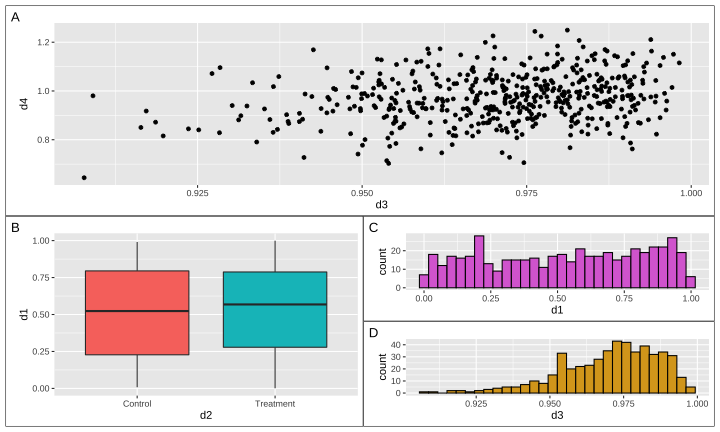 A
1.2
1.0
0.8
d4
0.925 0.950 0.975 1.000
d3
B
1.00
0.75
0.50
0.25
0.00
d1
Control Treatment
d2
C
20
10
0
count
0.00 0.25 0.50 0.75 1.00
d1
D
40
30
20
10
0
count
0.925 0.950 0.975 1.000
d3